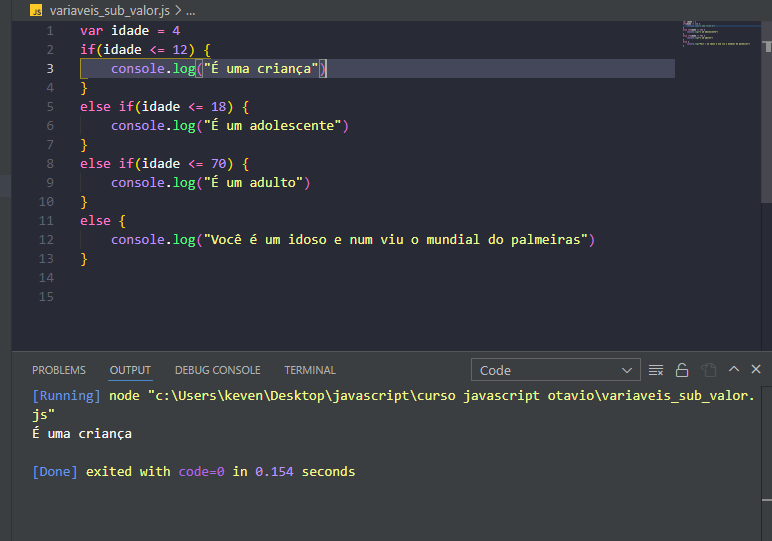 JS variaveis_sub_valor.js > ...
1 var idade = 4
2 if(idade <= 12) {
3 console.log("É uma criança")
4 }
5 else if(idade <= 18) {
6 console.log("É um adolescente")
7 }
8 else if(idade <= 70) {
9 console.log("É um adulto")
10 }
11 else {
12 console.log("Você é um idoso e num viu o mundial do palmeiras")
13 }
14
15
PROBLEMS OUTPUT DEBUG CONSOLE TERMINAL Code
[Running] node "c:\Users\keven\Desktop\javascript\curso javascript otavio\variaveis_sub_valor.
js"
É uma criança
[Done] exited with code=0 in 0.154 seconds